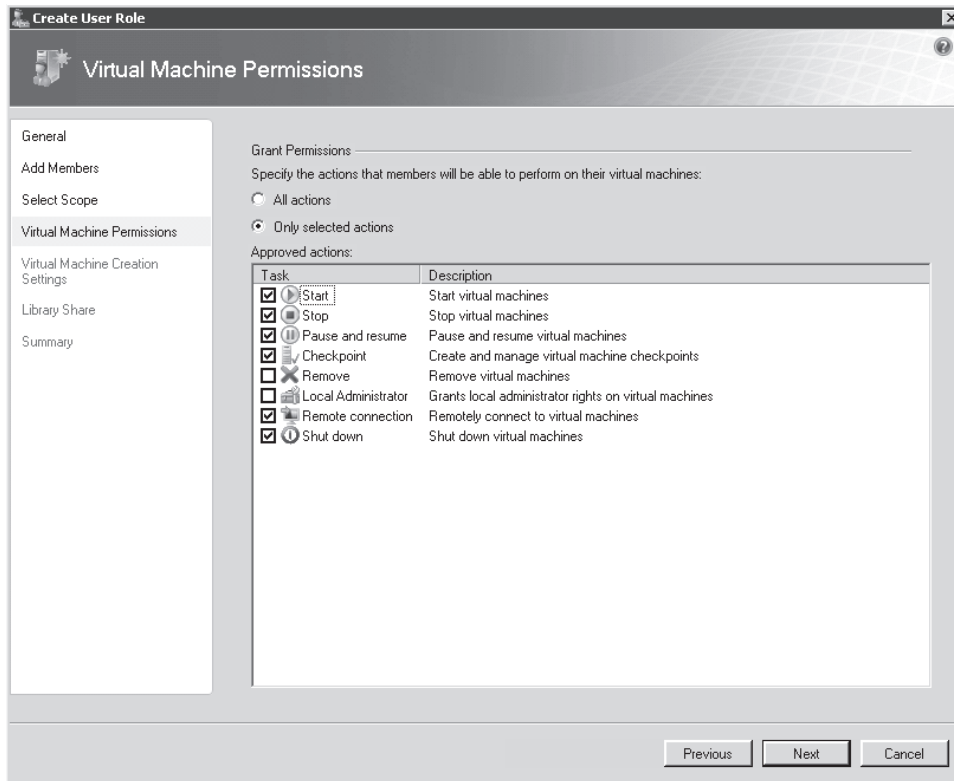 Create User Role
Virtual Machine Permissions
General
Add Members
Select Scope
Virtual Machine Permissions
Virtual Machine Creation
Settings
Library Share
Summary
Grant Permissions
Specify the actions that members will be able to perform on their virtual machines:
All actions
Only selected actions
Approved actions:
Task Description
Start Start virtual machines
Stop Stop virtual machines
Pause and resume Pause and resume virtual machines
Checkpoint Create and manage virtual machine checkpoints
Remove Remove virtual machines
Local Administrator Grants local administrator rights on virtual machines
Remote connection Remotely connect to virtual machines
Shut down Shut down virtual machines
Previous Next Cancel